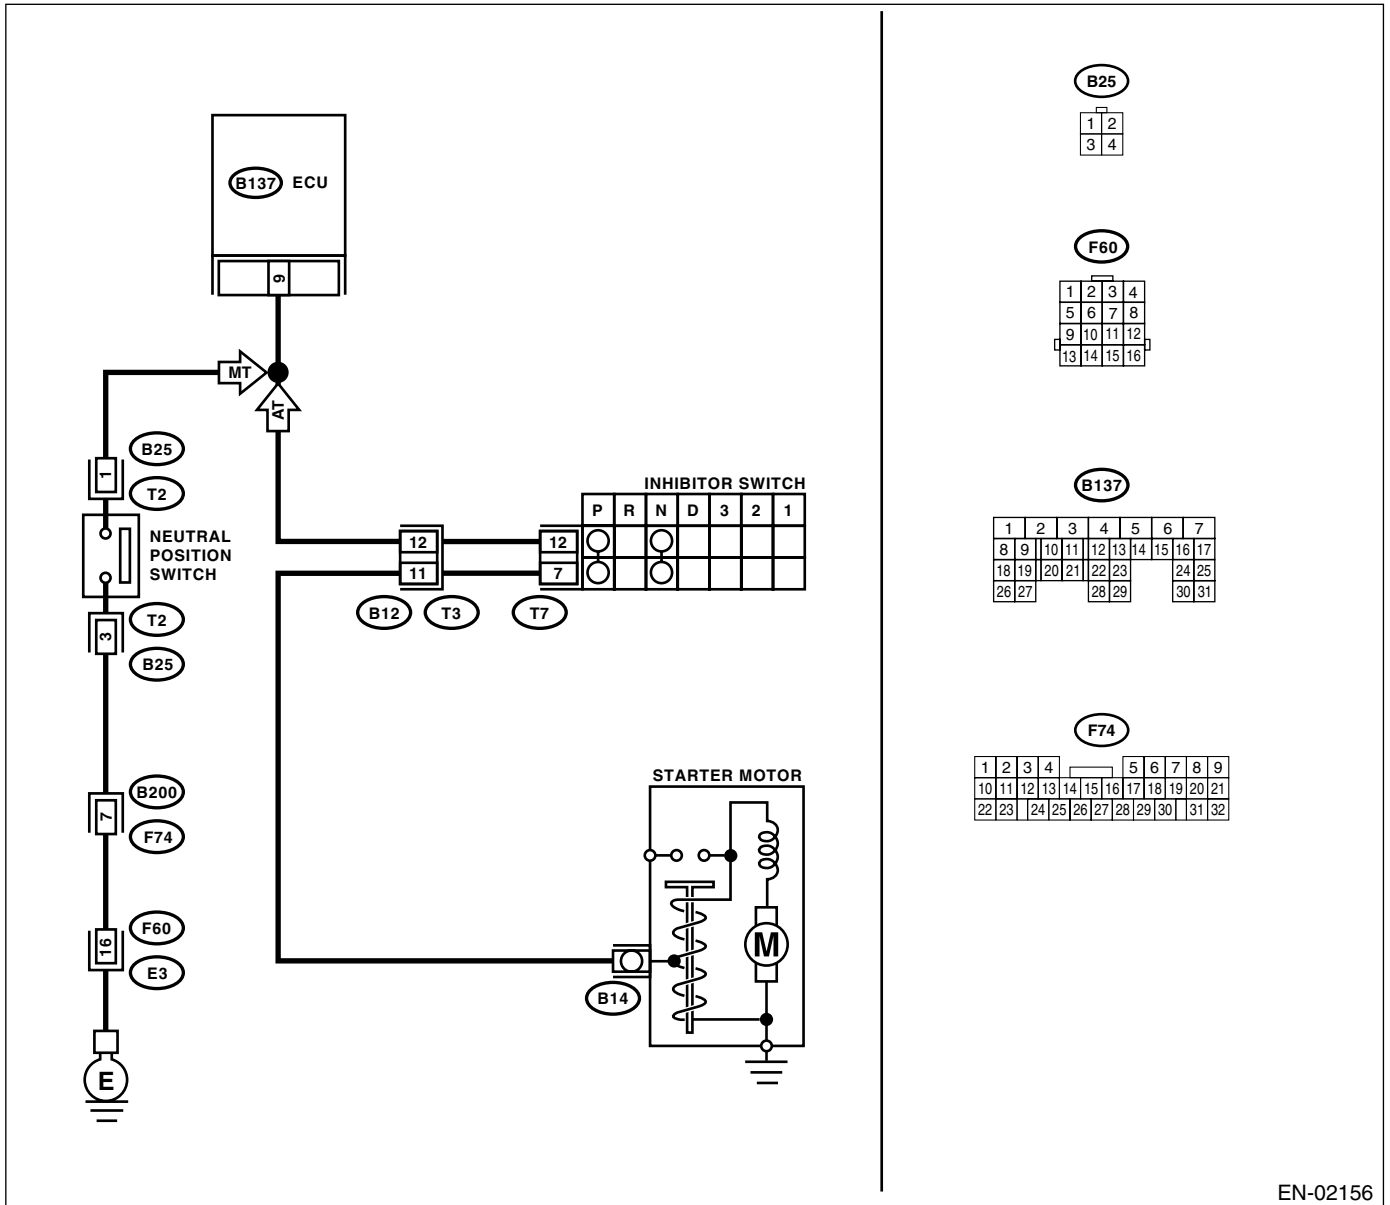 B137 ECU
9
MT
AT
B25
1
T2
NEUTRAL
POSITION
SWITCH
T2
3
B25
B200
7
F74
F60
16
E3
E
INHIBITOR SWITCH
P R N D 3 2 1
12 12
11 7
B12 T3 T7
STARTER MOTOR
M
B14
B25
1 2
3 4
F60
1 2 3 4
5 6 7 8
9 10 11 12
13 14 15 16
B137
1 2 3 4 5 6 7
8 9 10 11 12 13 14 15 16 17
18 19 20 21 22 23 24 25
26 27 28 29 30 31
F74
1 2 3 4 5 6 7 8 9
10 11 12 13 14 15 16 17 18 19 20 21
22 23 24 25 26 27 28 29 30 31 32
EN-02156